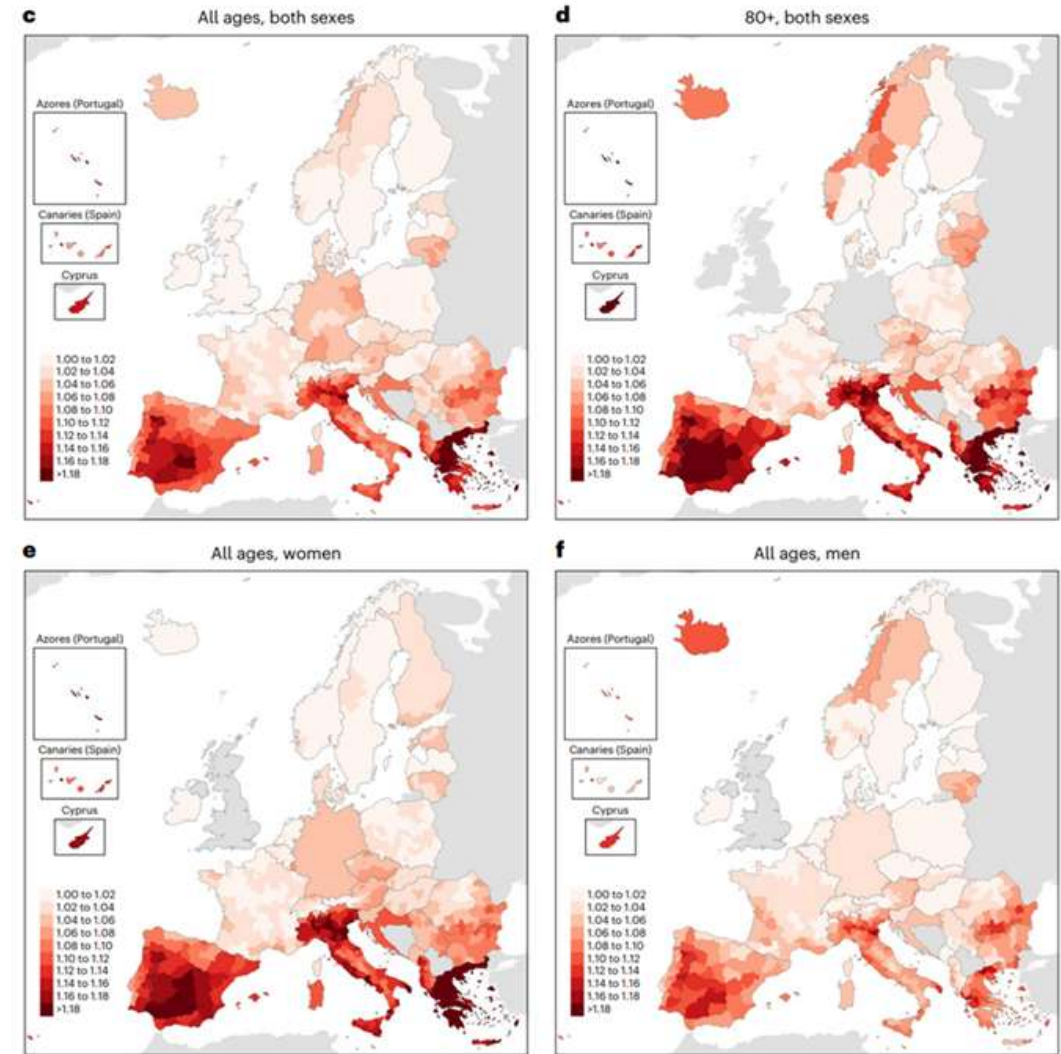 c All ages, both sexes
Azores (Portugal)
Canaries (Spain)
Cyprus
1.00 to 1.02
1.02 to 1.04
1.04 to 1.06
1.06 to 1.08
1.08 to 1.10
1.10 to 1.12
1.12 to 1.14
1.14 to 1.16
1.16 to 1.18
>1.18
d 80+, both sexes
Azores (Portugal)
Canaries (Spain)
Cyprus
1.00 to 1.02
1.02 to 1.04
1.04 to 1.06
1.06 to 1.08
1.08 to 1.10
1.10 to 1.12
1.12 to 1.14
1.14 to 1.16
1.16 to 1.18
>1.18
e All ages, women
Azores (Portugal)
Canaries (Spain)
Cyprus
1.00 to 1.02
1.02 to 1.04
1.04 to 1.06
1.06 to 1.08
1.08 to 1.10
1.10 to 1.12
1.12 to 1.14
1.14 to 1.16
1.16 to 1.18
>1.18
f All ages, men
Azores (Portugal)
Canaries (Spain)
Cyprus
1.00 to 1.02
1.02 to 1.04
1.04 to 1.06
1.06 to 1.08
1.08 to 1.10
1.10 to 1.12
1.12 to 1.14
1.14 to 1.16
1.16 to 1.18
>1.18